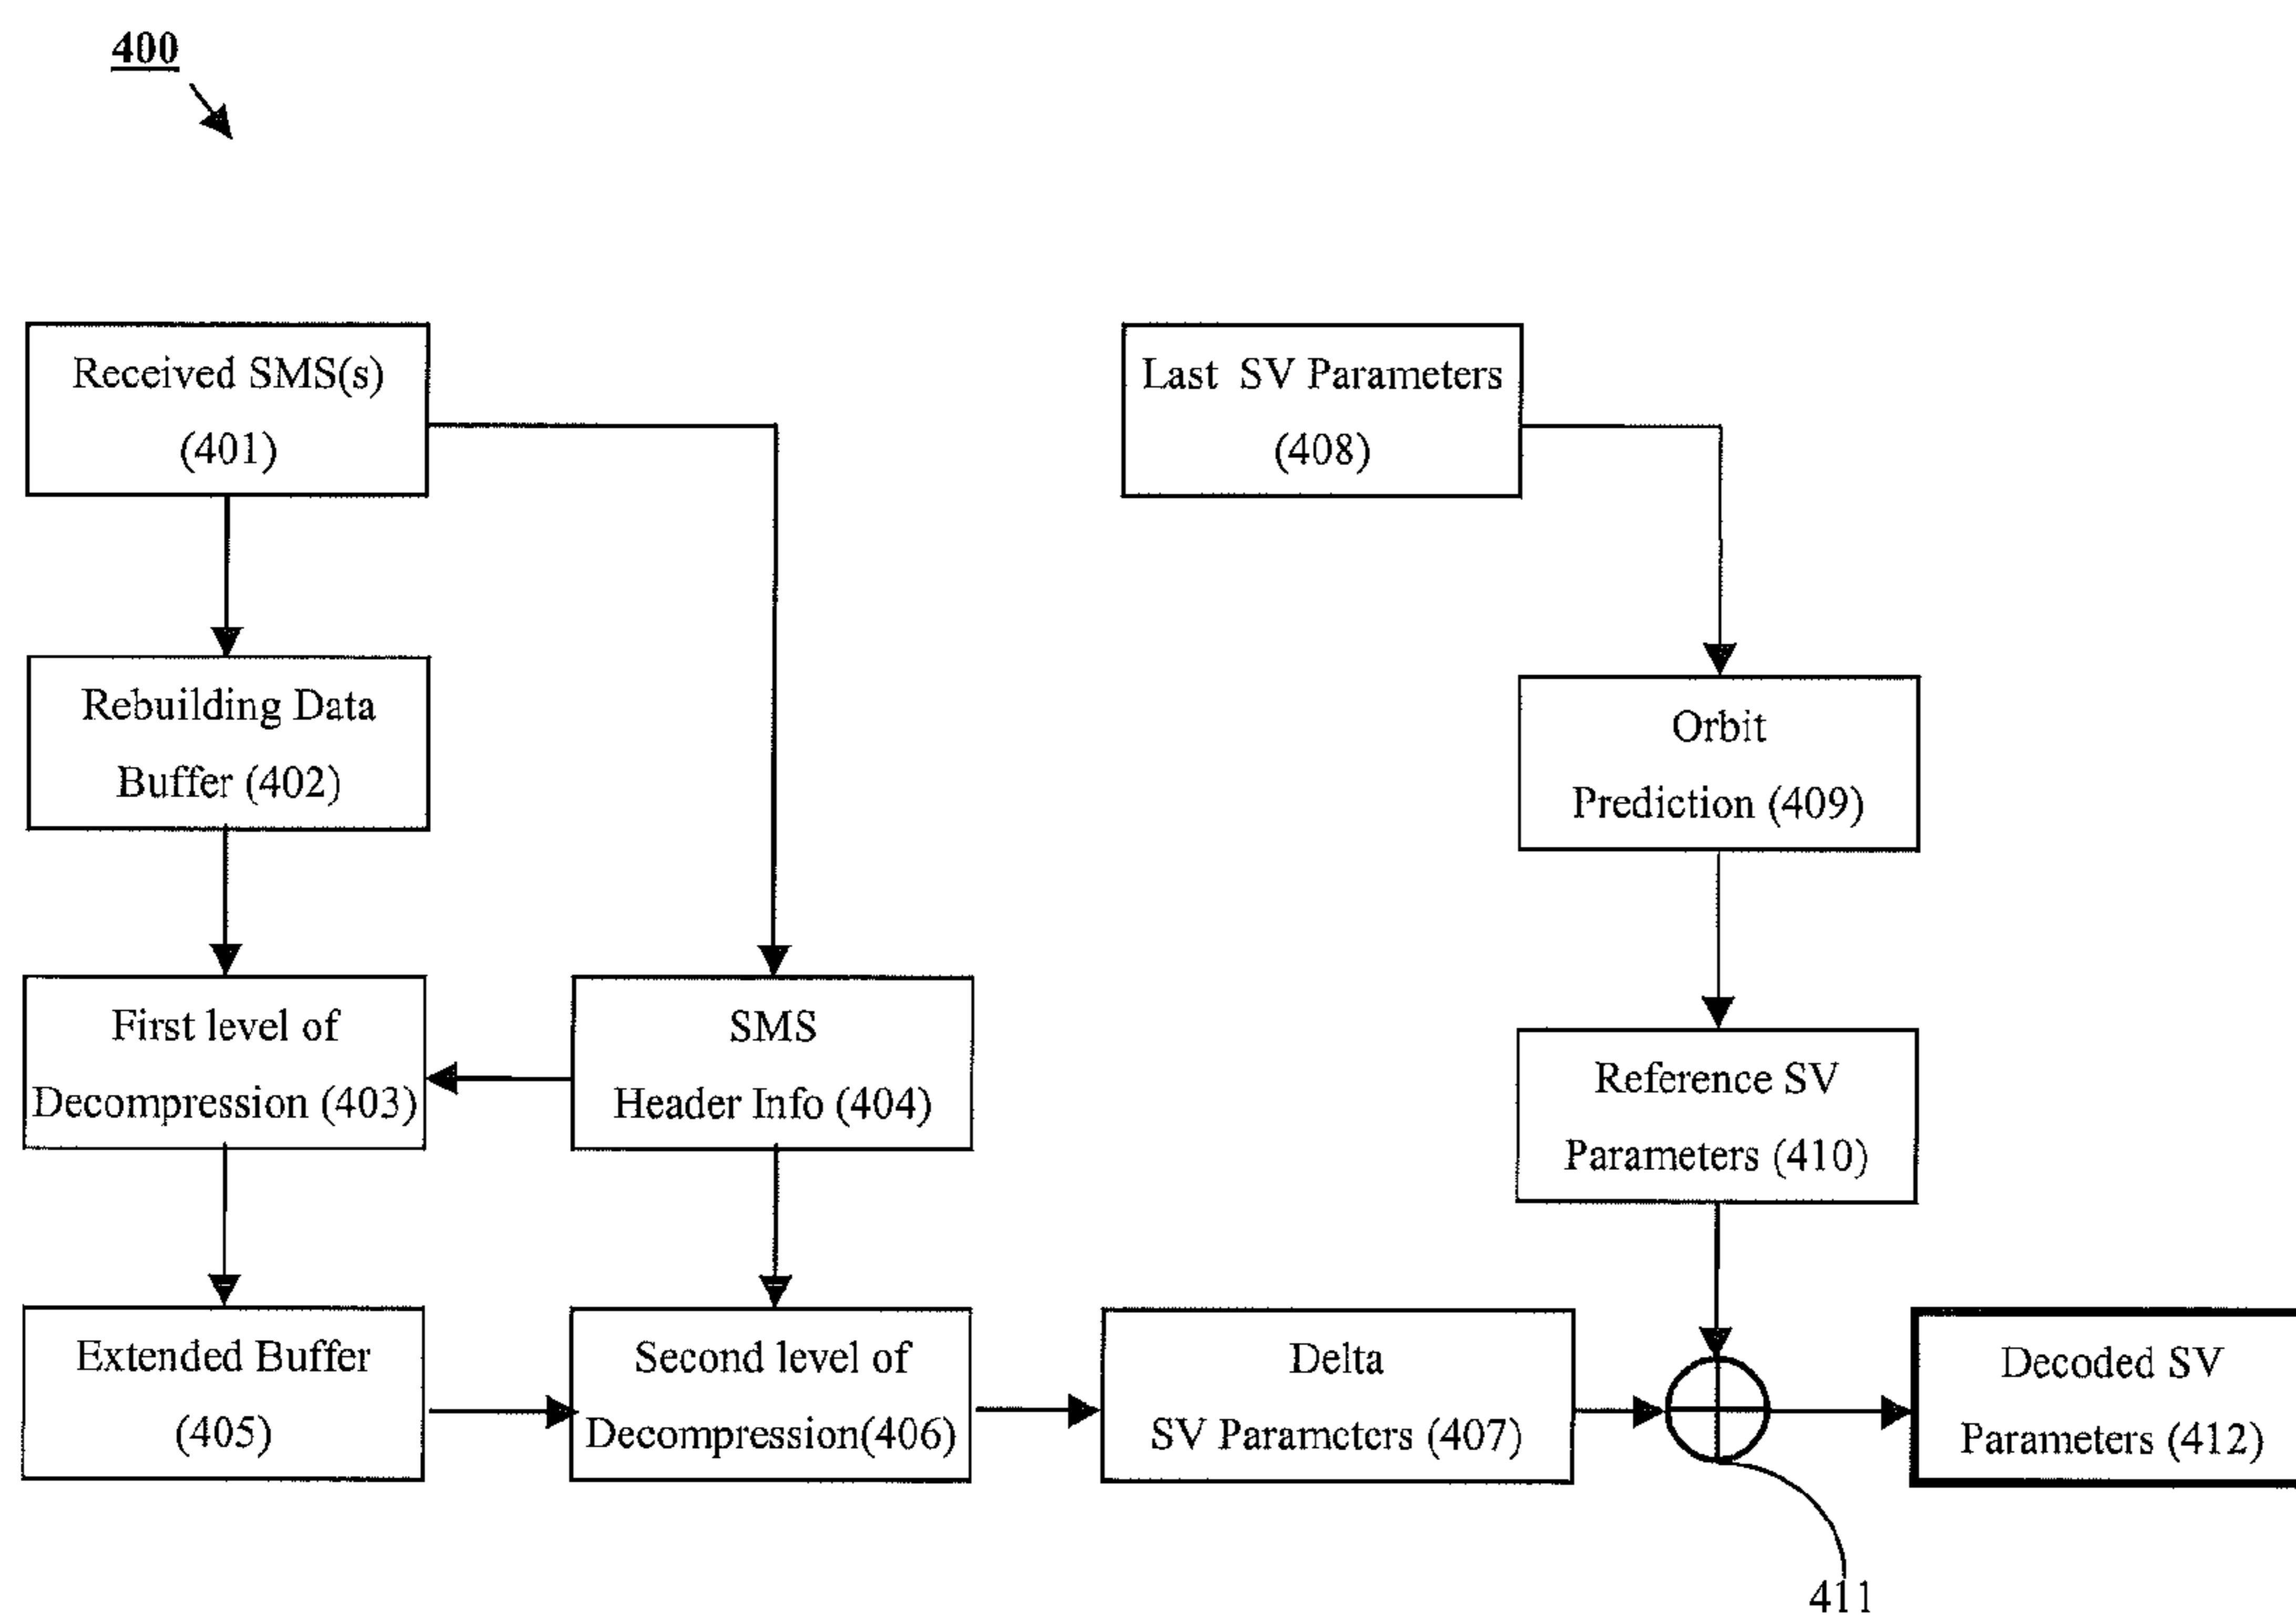 400
Received SMS(s)
(401)
Last SV Parameters
(408)
Rebuilding Data
Buffer (402)
Orbit
Prediction (409)
First level of
Decompression (403)
SMS
Header Info (404)
Reference SV
Parameters (410)
Extended Buffer
(405)
Second level of
Decompression(406)
Delta
SV Parameters (407)
Decoded SV
Parameters (412)
411